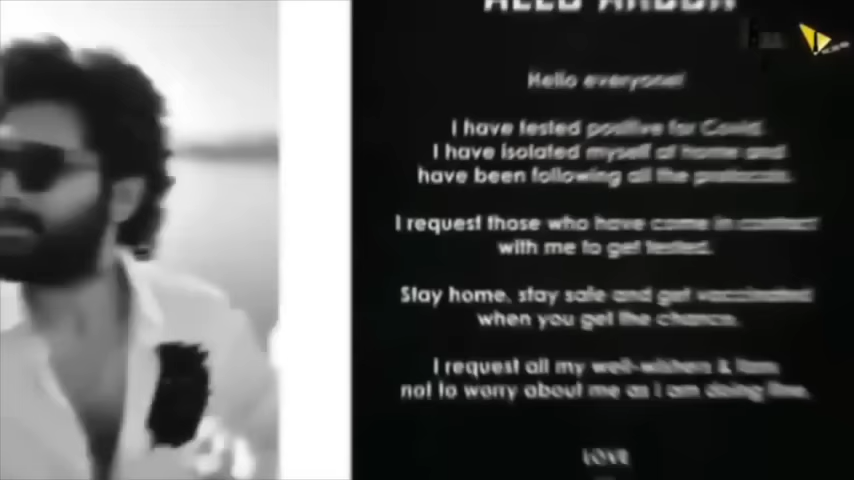 ALLU ARJUN
Hello everyone!
I have tested positive for Covid.
I have isolated myself at home and
have been following all the protocols.
I request those who have come in contact
with me to get tested.
Stay home, stay safe and get vaccinated
when you get the chance.
I request all my well-wishers & fans
not to worry about me as I am doing fine.
LOVE